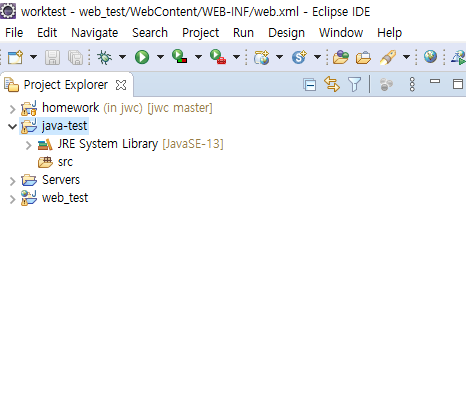 worktest - web_test/WebContent/WEB-INF/web.xml - Eclipse IDE
File Edit Navigate Search Project Run Design Window Help
Project Explorer
homework (in jwc) [jwc master]
java-test
JRE System Library [JavaSE-13]
src
Servers
web_test